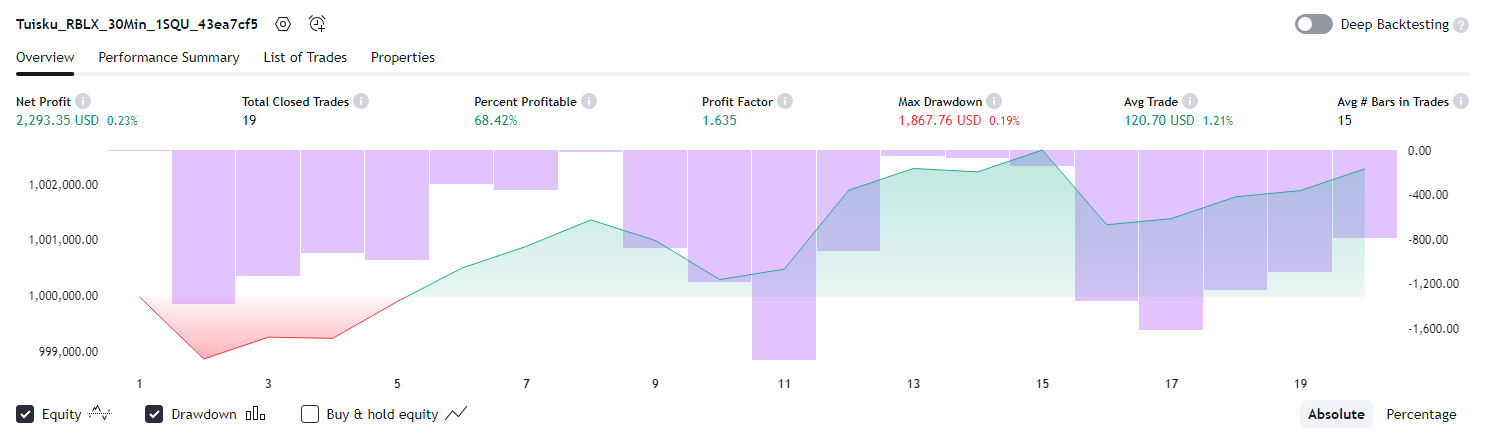 Tuisku_RBLX_30Min_1SQU_43ea7cf5
Deep Backtesting ?
Overview Performance Summary List of Trades Properties
Net Profit i Total Closed Trades i Percent Profitable i Profit Factor i Max Drawdown i Avg Trade i Avg # Bars in Trades i
2,293.35 USD 0.23% 19 68.42% 1.635 1,867.76 USD 0.19% 120.70 USD 1.21% 15
0.00
1,002,000.00 -400.00
1,001,000.00 -800.00
1,000,000.00 -1,200.00
999,000.00 -1,600.00
1 3 5 7 9 11 13 15 17 19
Equity Drawdown Buy & hold equity Absolute Percentage